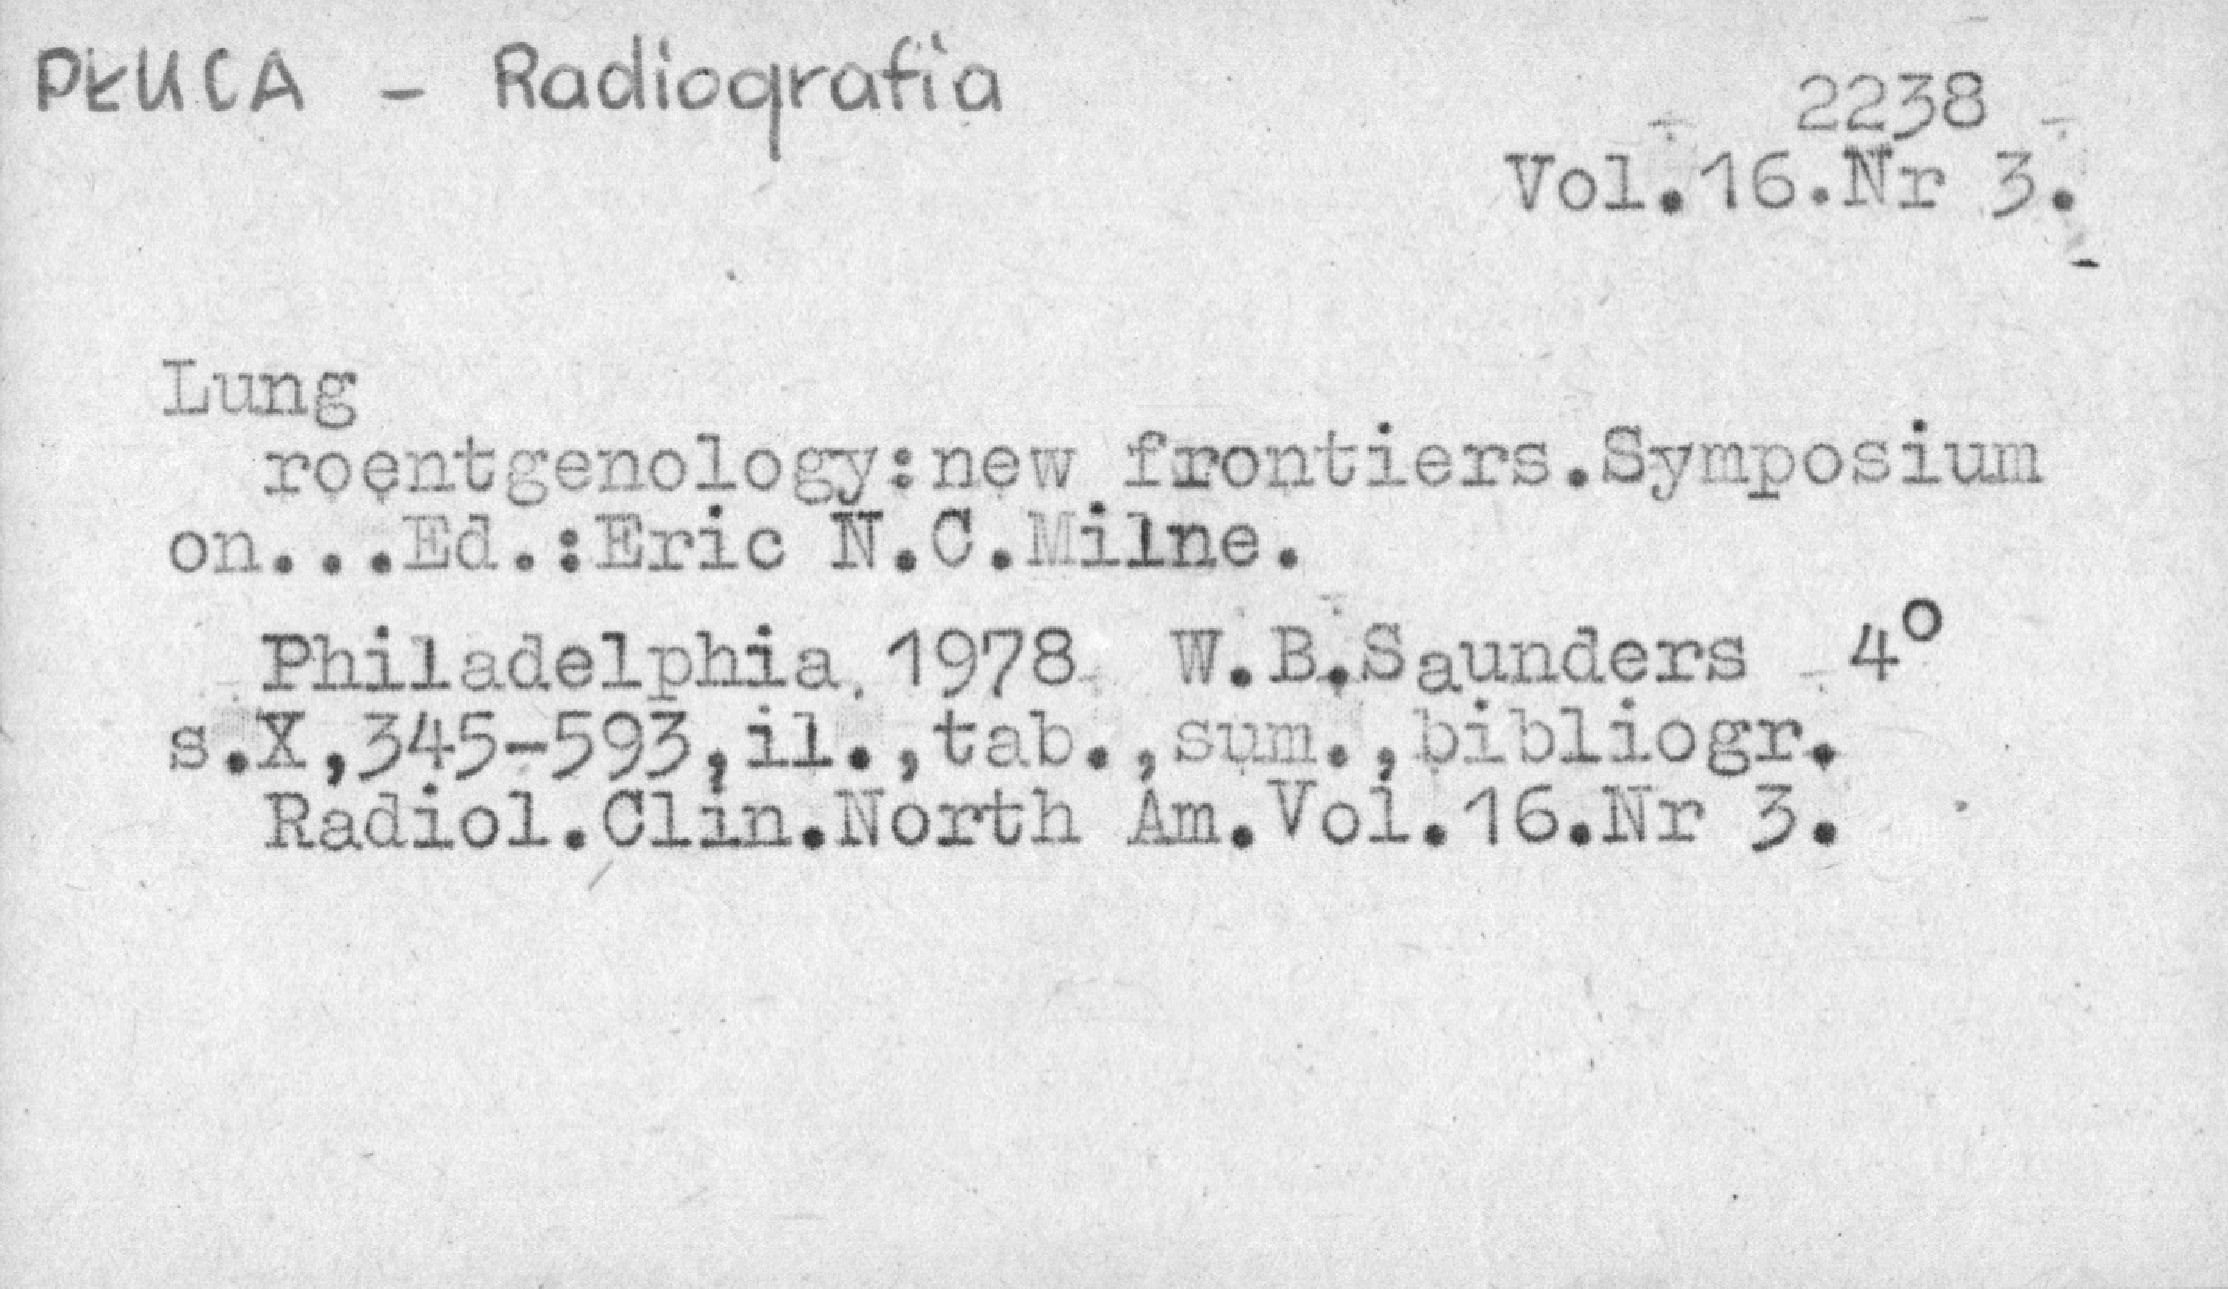 PŁUCA - Radiografia
2238
Vol.16.Nr 3.
Lung
roentgenology:new frontiers.Symposium
on...Ed.:Eric N.C.Milne.
Philadelphia 1978 W.B.Saunders 4°
s.X,345-593,il.,tab.,sum.,bibliogr.
Radiol.Clin.North Am.Vol.16.Nr 3.